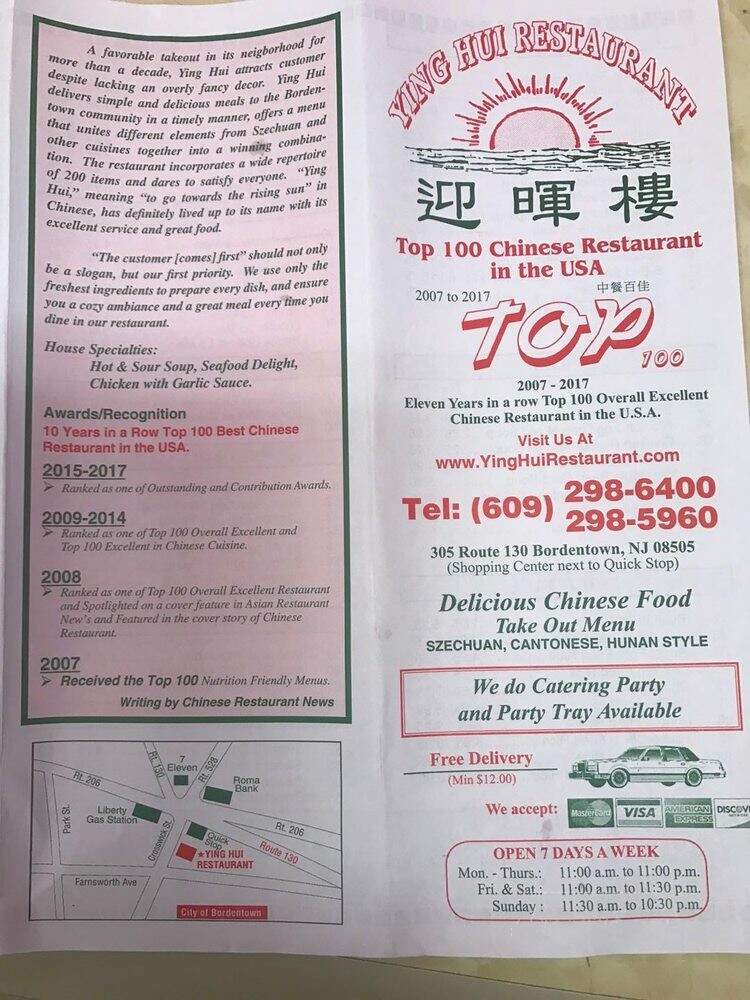 A favorable takeout in its neigborhood for
more than a decade, Ying Hui attracts customer
despite lacking an overly fancy decor. Ying Hui
delivers simple and delicious meals to the Borden-
town community in a timely manner, offers a menu
that unites different elements from Szechuan and
other cuisines together into a winning combina-
tion. The restaurant incorporates a wide repertoire
of 200 items and dares to satisfy everyone. "Ying
Hui," meaning "to go towards the rising sun" in
Chinese, has definitely lived up to its name with its
excellent service and great food.
"The customer [comes] first" should not only
be a slogan, but our first priority. We use only the
freshest ingredients to prepare every dish, and ensure
you a cozy ambiance and a great meal every time you
dine in our restaurant.
House Specialties:
Hot & Sour Soup, Seafood Delight,
Chicken with Garlic Sauce.
Awards/Recognition
10 Years in a Row Top 100 Best Chinese
Restaurant in the USA.
2015-2017
➢ Ranked as one of Outstanding and Contribution Awards.
2009-2014
➢ Ranked as one of Top 100 Overall Excellent and
Top 100 Excellent in Chinese Cuisine.
2008
➢ Ranked as one of Top 100 Overall Excellent Restaurant
and Spotlighted on a cover feature in Asian Restaurant
New's and Featured in the cover story of Chinese
Restaurant.
2007
➢ Received the Top 100 Nutrition Friendly Menus.
Writing by Chinese Restaurant News
Rt. 206
Rt. 130
7
Eleven
Rt. 528
Roma
Bank
Park St.
Liberty
Gas Station
Crosswick St.
Quick
Stop
Rt. 206
Route 130
★YING HUI
RESTAURANT
Farnsworth Ave
City of Bordentown
YING HUI RESTAURANT
迎暉樓
Top 100 Chinese Restaurant
in the USA
2007 to 2017
中餐百佳
TOP 100
2007 - 2017
Eleven Years in a row Top 100 Overall Excellent
Chinese Restaurant in the U.S.A.
Visit Us At
www.YingHuiRestaurant.com
Tel: (609) 298-6400
298-5960
305 Route 130 Bordentown, NJ 08505
(Shopping Center next to Quick Stop)
Delicious Chinese Food
Take Out Menu
SZECHUAN, CANTONESE, HUNAN STYLE
We do Catering Party
and Party Tray Available
Free Delivery
(Min $12.00)
We accept: MasterCard VISA AMERICAN EXPRESS DISCOV
OPEN 7 DAYS A WEEK
Mon. - Thurs.: 11:00 a.m. to 11:00 p.m.
Fri. & Sat.: 11:00 a.m. to 11:30 p.m.
Sunday : 11:30 a.m. to 10:30 p.m.